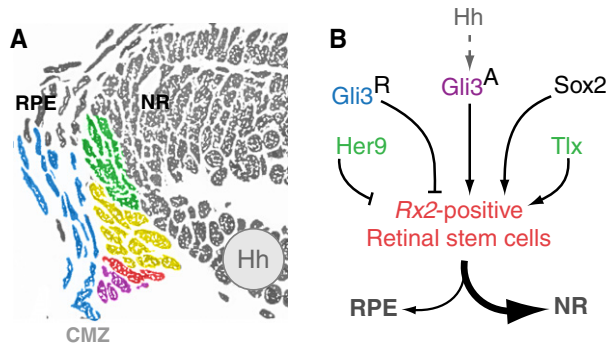 A
RPE
NR
Hh
CMZ
B
Hh
Gli3R
Gli3A
Sox2
Her9
Tlx
Rx2-positive
Retinal stem cells
RPE
NR